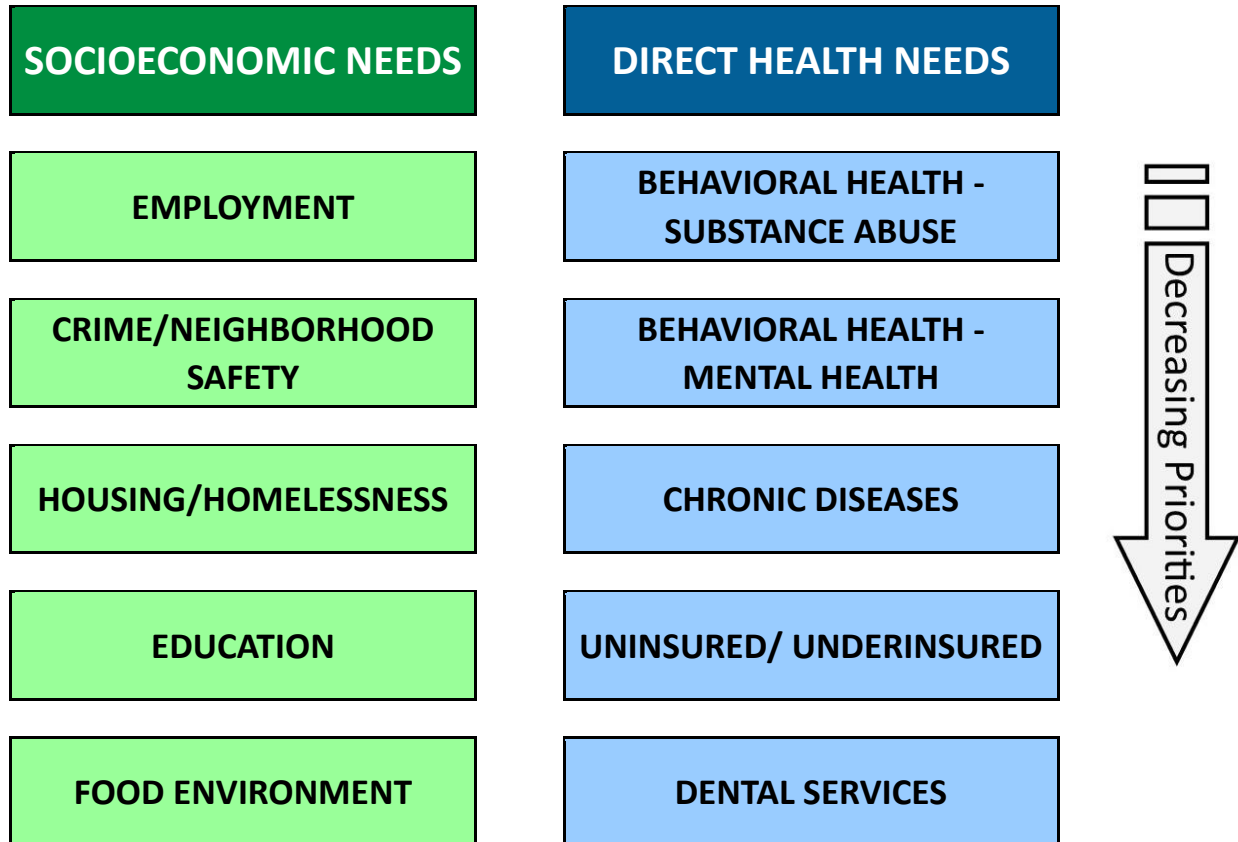 SOCIOECONOMIC NEEDS
DIRECT HEALTH NEEDS
EMPLOYMENT
BEHAVIORAL HEALTH -
SUBSTANCE ABUSE
CRIME/NEIGHBORHOOD
SAFETY
BEHAVIORAL HEALTH -
MENTAL HEALTH
HOUSING/HOMELESSNESS
CHRONIC DISEASES
EDUCATION
UNINSURED/ UNDERINSURED
FOOD ENVIRONMENT
DENTAL SERVICES
Decreasing Priorities